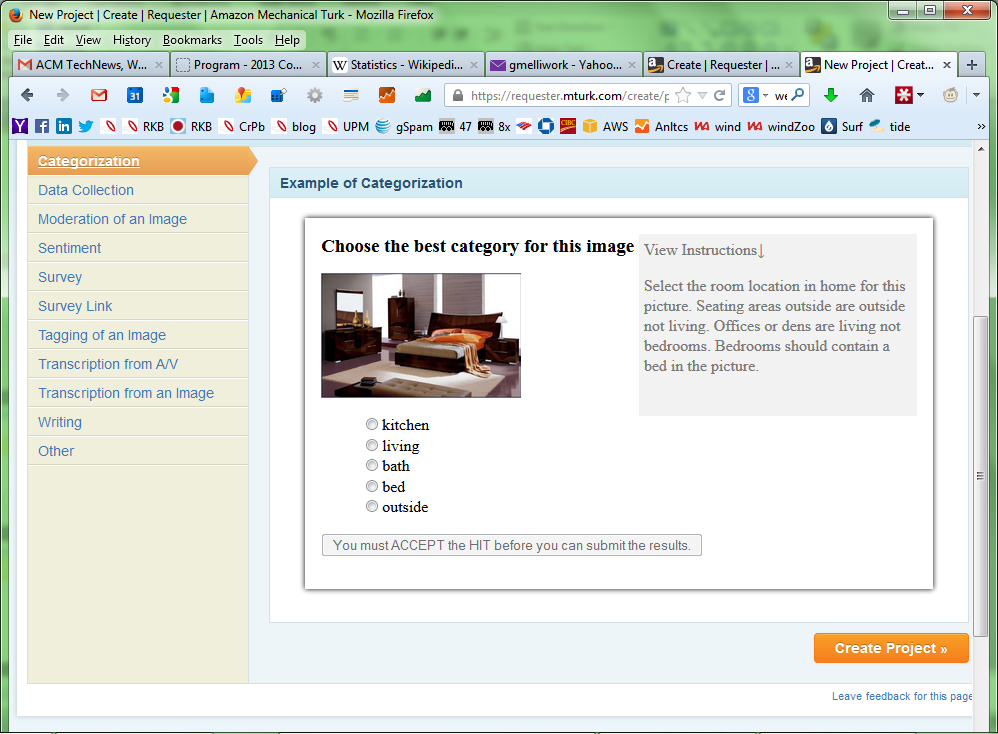 New Project | Create | Requester | Amazon Mechanical Turk - Mozilla Firefox
File Edit View History Bookmarks Tools Help
ACM TechNews, W... × Program - 2013 Co... × W Statistics - Wikipedi... × gmelliwork - Yahoo... × Create | Requester | ... × New Project | Creat... × +
31 https://requester.mturk.com/create/p 8 we
Y f in RKB RKB CrPb blog UPM gSpam 47 8x CIBC AWS Anltcs wind windZoo Surf tide »
Categorization
Data Collection
Moderation of an Image
Sentiment
Survey
Survey Link
Tagging of an Image
Transcription from A/V
Transcription from an Image
Writing
Other
Example of Categorization
Choose the best category for this image
View Instructions↓
Select the room location in home for this
picture. Seating areas outside are outside
not living. Offices or dens are living not
bedrooms. Bedrooms should contain a
bed in the picture.
kitchen
living
bath
bed
outside
You must ACCEPT the HIT before you can submit the results.
Create Project »
Leave feedback for this page